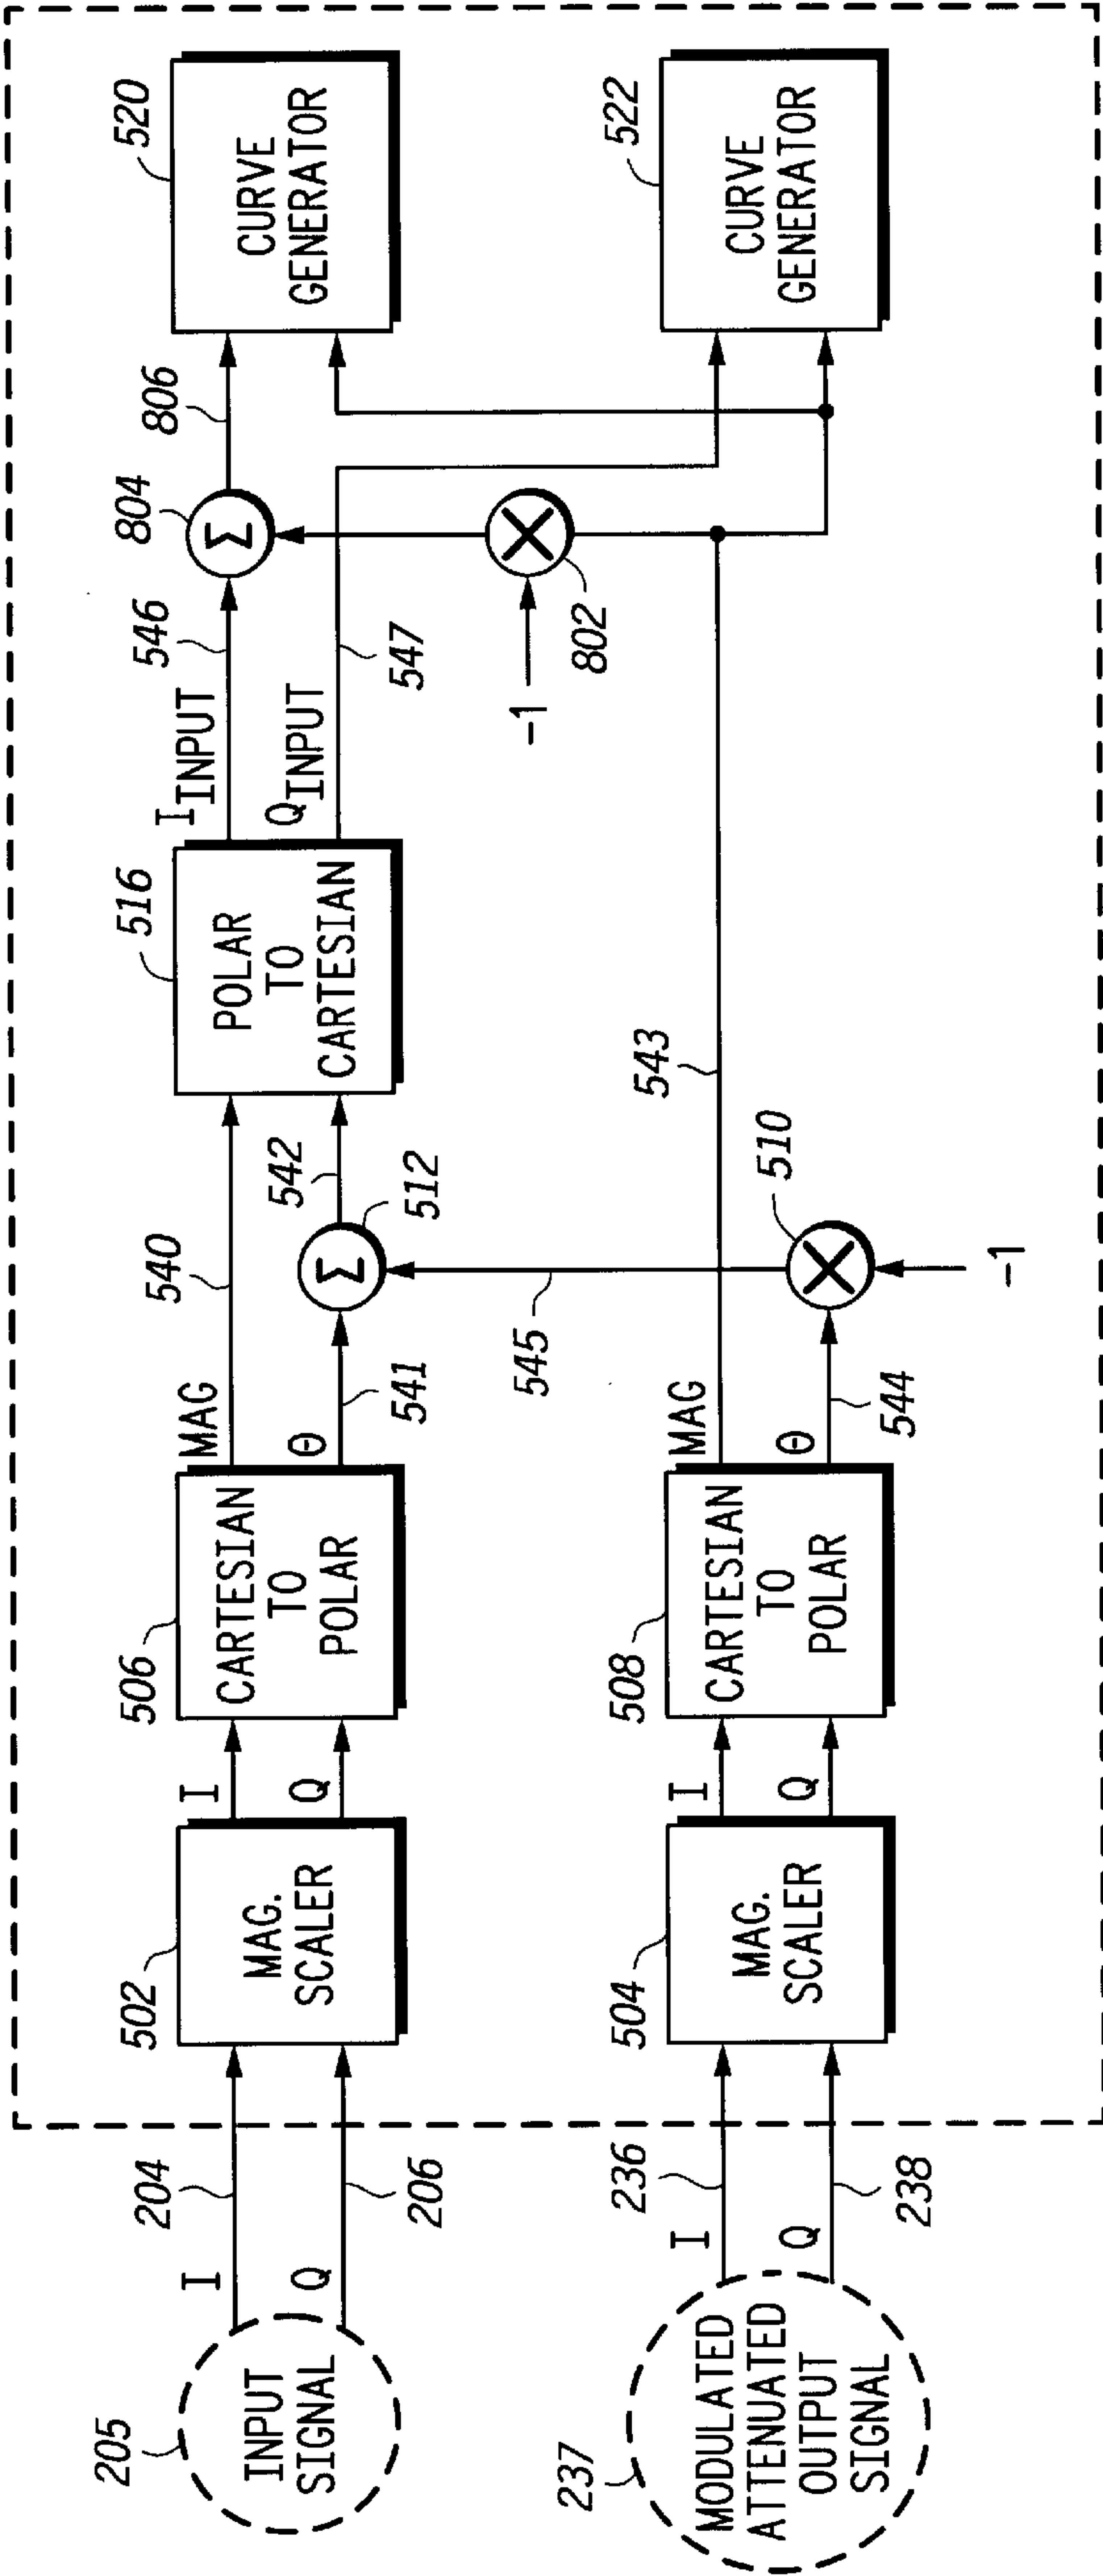 205
INPUT
SIGNAL
I
204
Q
206
502
MAG.
SCALER
I
Q
506
CARTESIAN
TO
POLAR
MAG
540
Θ
541
542
Σ
512
516
POLAR
TO
CARTESIAN
I INPUT
546
Q INPUT
547
804
Σ
806
520
CURVE
GENERATOR
237
MODULATED
ATTENUATED
OUTPUT
SIGNAL
I
236
Q
238
504
MAG.
SCALER
I
Q
508
CARTESIAN
TO
POLAR
MAG
543
Θ
544
545
510
-1
-1
802
522
CURVE
GENERATOR